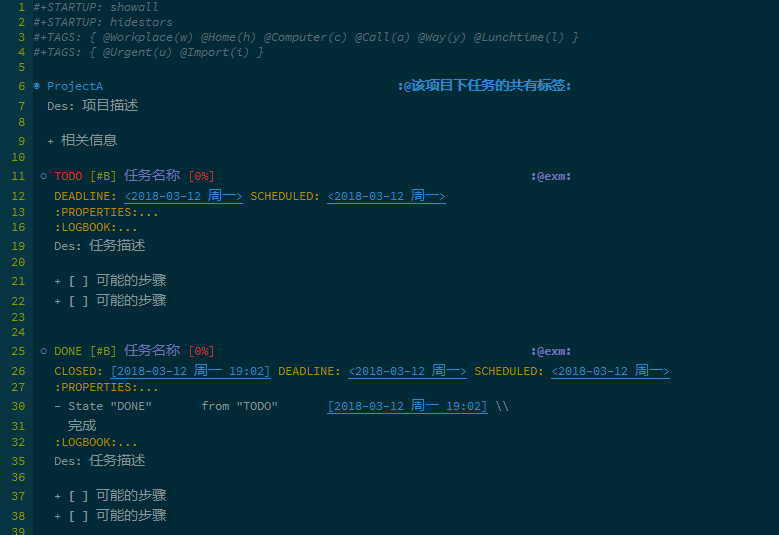 1 #+STARTUP: showall
2 #+STARTUP: hidestars
3 #+TAGS: { @Workplace(w) @Home(h) @Computer(c) @Call(a) @Way(y) @Lunchtime(l) }
4 #+TAGS: { @Urgent(u) @Import(i) }
5
6 ◉ ProjectA :@该项目下任务的共有标签:
7 Des: 项目描述
8
9 + 相关信息
10
11 ○ TODO [#B] 任务名称 [0%] :@exm:
12 DEADLINE: <2018-03-12 周一> SCHEDULED: <2018-03-12 周一>
13 :PROPERTIES:...
16 :LOGBOOK:...
19 Des: 任务描述
20
21 + [ ] 可能的步骤
22 + [ ] 可能的步骤
23
24
25 ○ DONE [#B] 任务名称 [0%] :@exm:
26 CLOSED: [2018-03-12 周一 19:02] DEADLINE: <2018-03-12 周一> SCHEDULED: <2018-03-12 周一>
27 :PROPERTIES:...
30 - State "DONE" from "TODO" [2018-03-12 周一 19:02] \\
31 完成
32 :LOGBOOK:...
35 Des: 任务描述
36
37 + [ ] 可能的步骤
38 + [ ] 可能的步骤
39